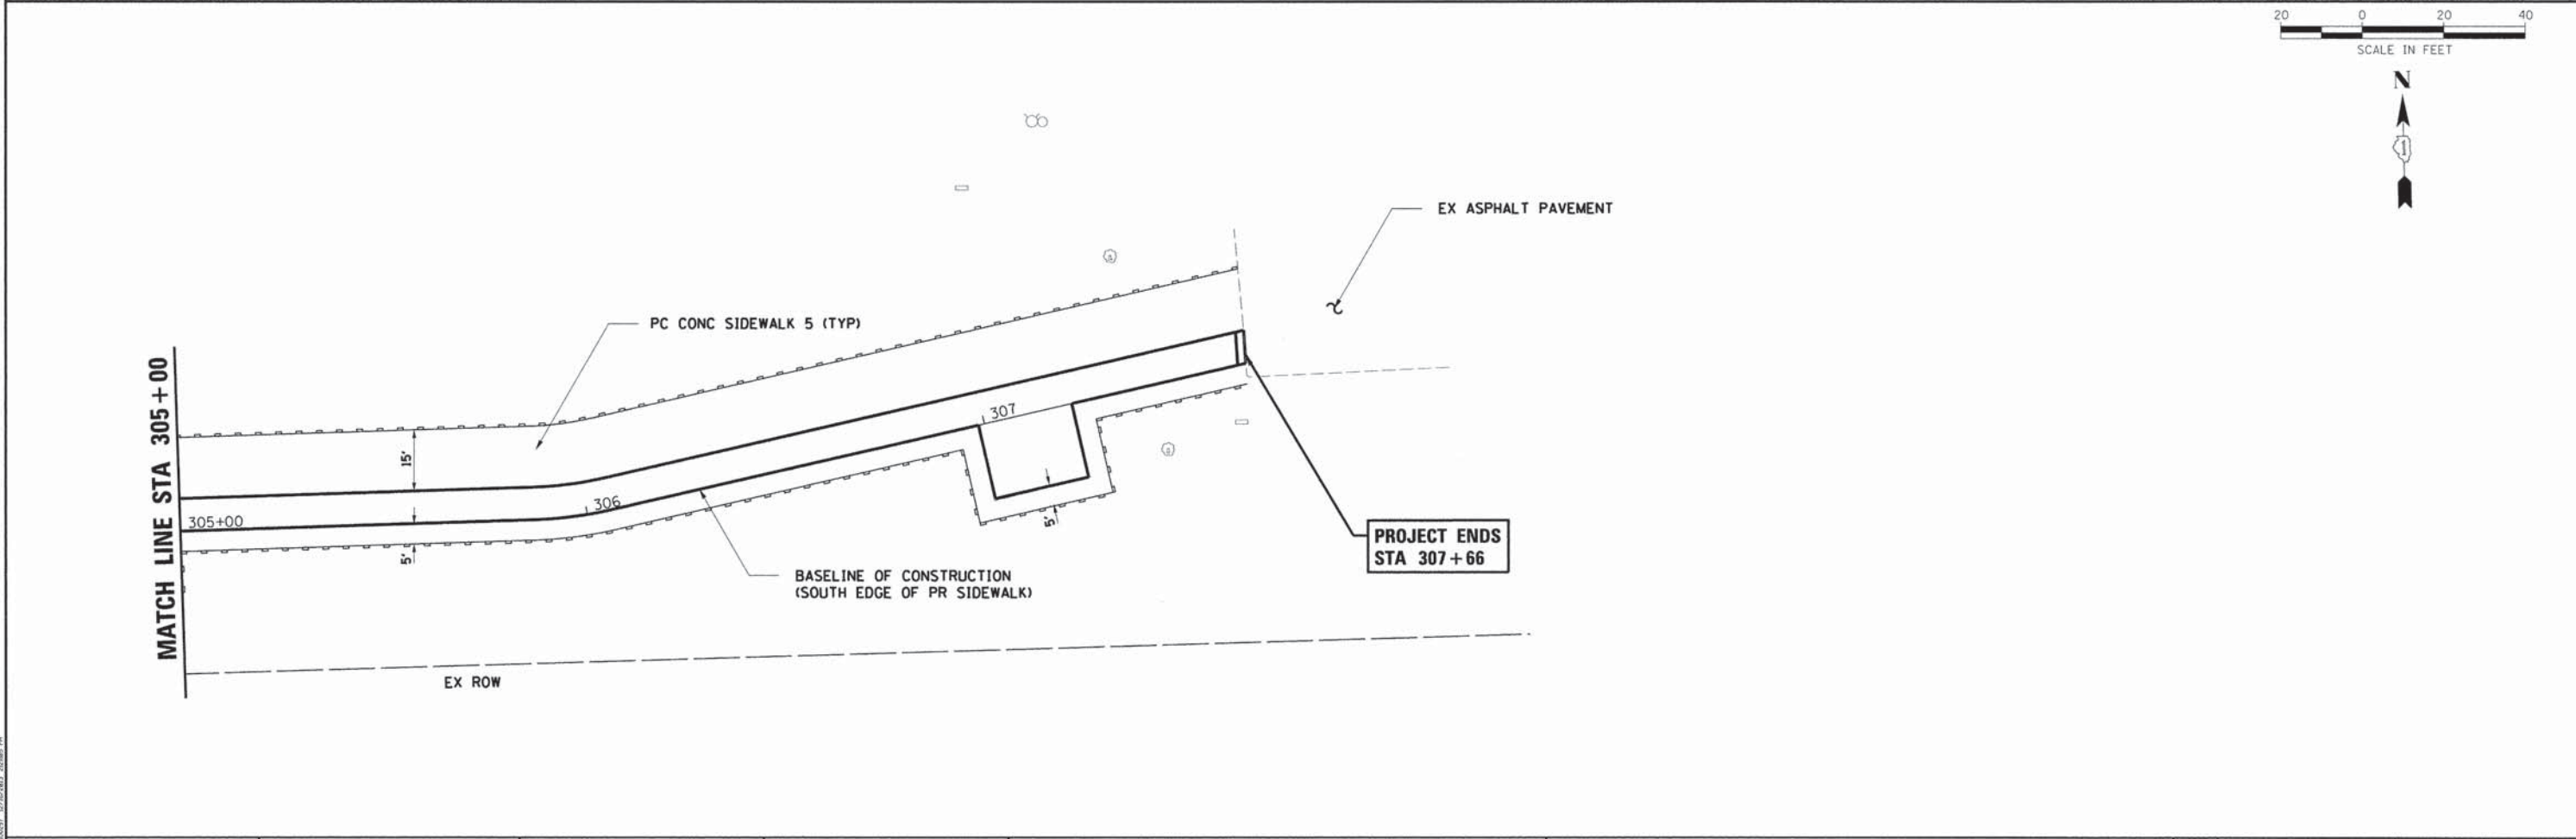 20 0 20 40
SCALE IN FEET
N
EX ASPHALT PAVEMENT
PC CONC SIDEWALK 5 (TYP)
MATCH LINE STA 305+00
15'
307
306
305+00
5'
5'
PROJECT ENDS
STA 307+66
BASELINE OF CONSTRUCTION
(SOUTH EDGE OF PR SIDEWALK)
EX ROW